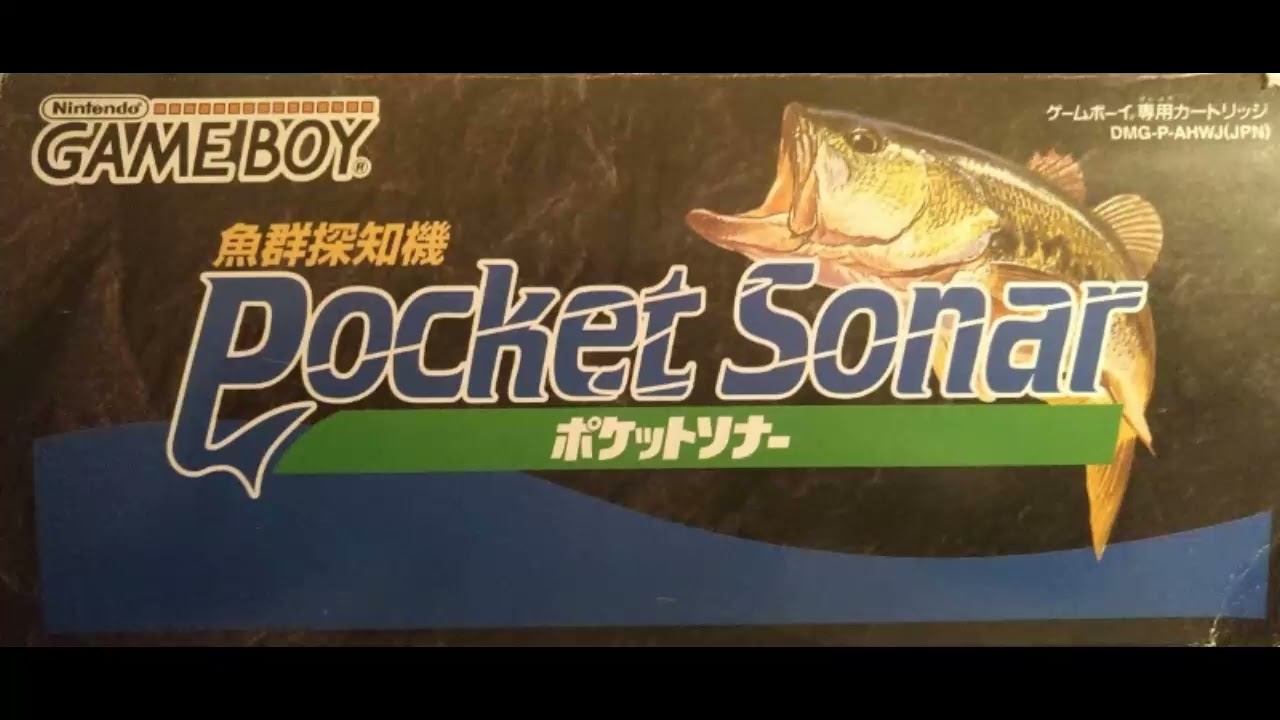 Nintendo
GAME BOY®
ゲームボーイ®専用カートリッジ
DMG-P-AHWJ(JPN)
魚群探知機
Pocket Sonar
ポケットソナー